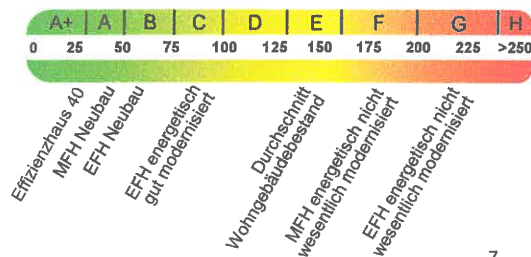 A+ A B C D E F G H
0 25 50 75 100 125 150 175 200 225 >250
Effizienzhaus 40
MFH Neubau
EFH Neubau
EFH energetisch
gut modernisiert
Durchschnitt
Wohngebäudebestand
MFH energetisch nicht
wesentlich modernisiert
EFH energetisch nicht
wesentlich modernisiert
7